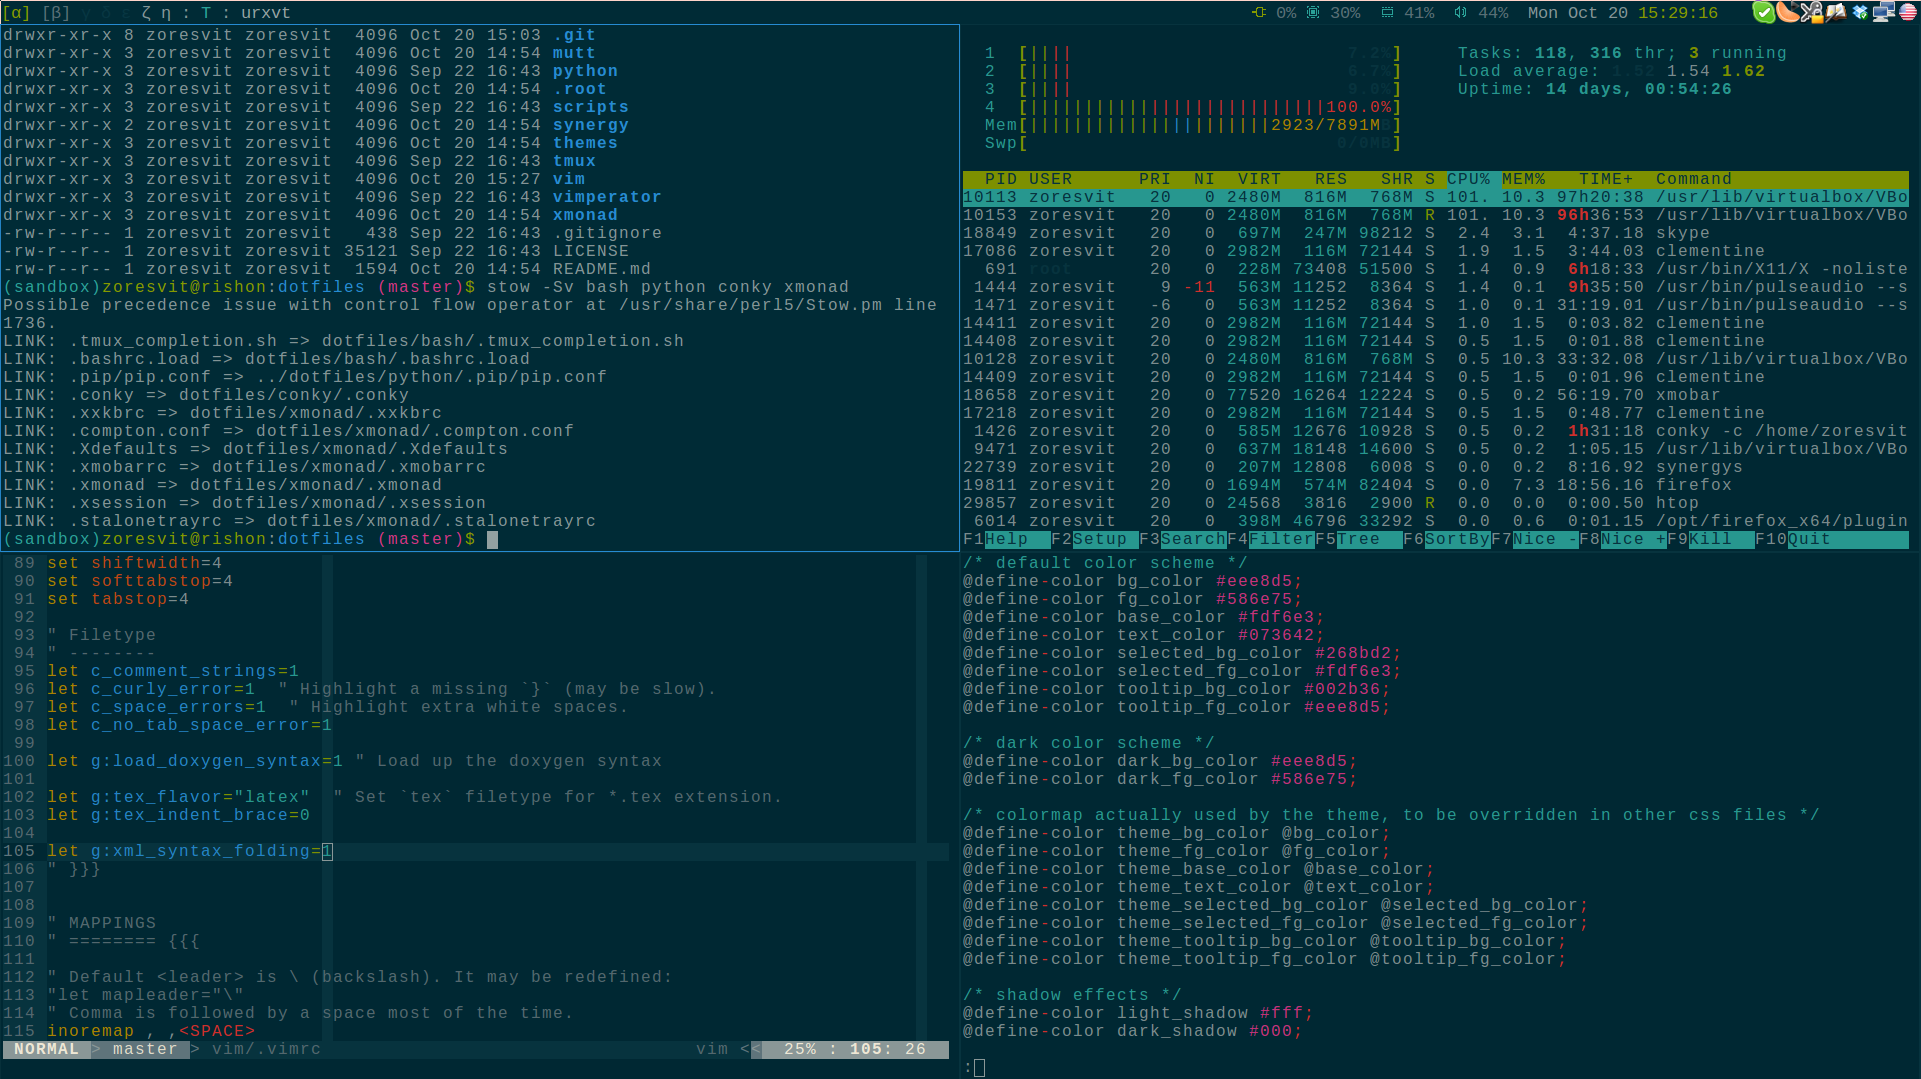 [α] [β] γ δ ε ζ η : T : urxvt
0% 30% 41% 44% Mon Oct 20 15:29:16
drwxr-xr-x 8 zoresvit zoresvit  4096 Oct 20 15:03 .git
drwxr-xr-x 3 zoresvit zoresvit  4096 Oct 20 14:54 mutt
drwxr-xr-x 3 zoresvit zoresvit  4096 Sep 22 16:43 python
drwxr-xr-x 3 zoresvit zoresvit  4096 Oct 20 14:54 .root
drwxr-xr-x 3 zoresvit zoresvit  4096 Sep 22 16:43 scripts
drwxr-xr-x 2 zoresvit zoresvit  4096 Oct 20 14:54 synergy
drwxr-xr-x 3 zoresvit zoresvit  4096 Oct 20 14:54 themes
drwxr-xr-x 3 zoresvit zoresvit  4096 Sep 22 16:43 tmux
drwxr-xr-x 3 zoresvit zoresvit  4096 Oct 20 15:27 vim
drwxr-xr-x 3 zoresvit zoresvit  4096 Sep 22 16:43 vimperator
drwxr-xr-x 3 zoresvit zoresvit  4096 Oct 20 14:54 xmonad
-rw-r--r-- 1 zoresvit zoresvit   438 Sep 22 16:43 .gitignore
-rw-r--r-- 1 zoresvit zoresvit 35121 Sep 22 16:43 LICENSE
-rw-r--r-- 1 zoresvit zoresvit  1594 Oct 20 14:54 README.md
(sandbox)zoresvit@rishon:dotfiles (master)$ stow -Sv bash python conky xmonad
Possible precedence issue with control flow operator at /usr/share/perl5/Stow.pm line
1736.
LINK: .tmux_completion.sh => dotfiles/bash/.tmux_completion.sh
LINK: .bashrc.load => dotfiles/bash/.bashrc.load
LINK: .pip/pip.conf => ../dotfiles/python/.pip/pip.conf
LINK: .conky => dotfiles/conky/.conky
LINK: .xxkbrc => dotfiles/xmonad/.xxkbrc
LINK: .compton.conf => dotfiles/xmonad/.compton.conf
LINK: .Xdefaults => dotfiles/xmonad/.Xdefaults
LINK: .xmobarrc => dotfiles/xmonad/.xmobarrc
LINK: .xmonad => dotfiles/xmonad/.xmonad
LINK: .xsession => dotfiles/xmonad/.xsession
LINK: .stalonetrayrc => dotfiles/xmonad/.stalonetrayrc
(sandbox)zoresvit@rishon:dotfiles (master)$
1 [|||| 7.2%]
2 [|||| 6.7%]
3 [|||| 9.0%]
4 [|||||||||||||||||||||||||||100.0%]
Mem[||||||||||||||||||||||2923/7891MB]
Swp[ 0/0MB]
Tasks: 118, 316 thr; 3 running
Load average: 1.52 1.54 1.62
Uptime: 14 days, 00:54:26
PID USER PRI NI VIRT RES SHR S CPU% MEM% TIME+ Command
10113 zoresvit 20 0 2480M 816M 768M S 101. 10.3 97h20:38 /usr/lib/virtualbox/VBo
10153 zoresvit 20 0 2480M 816M 768M R 101. 10.3 96h36:53 /usr/lib/virtualbox/VBo
18849 zoresvit 20 0 697M 247M 98212 S 2.4 3.1 4:37.18 skype
17086 zoresvit 20 0 2982M 116M 72144 S 1.9 1.5 3:44.03 clementine
691 root 20 0 228M 73408 51500 S 1.4 0.9 6h18:33 /usr/bin/X11/X -noliste
1444 zoresvit 9 -11 563M 11252 8364 S 1.4 0.1 9h35:50 /usr/bin/pulseaudio --s
1471 zoresvit -6 0 563M 11252 8364 S 1.0 0.1 31:19.01 /usr/bin/pulseaudio --s
14411 zoresvit 20 0 2982M 116M 72144 S 1.0 1.5 0:03.82 clementine
14408 zoresvit 20 0 2982M 116M 72144 S 0.5 1.5 0:01.88 clementine
10128 zoresvit 20 0 2480M 816M 768M S 0.5 10.3 33:32.08 /usr/lib/virtualbox/VBo
14409 zoresvit 20 0 2982M 116M 72144 S 0.5 1.5 0:01.96 clementine
18658 zoresvit 20 0 77520 16264 12224 S 0.5 0.2 56:19.70 xmobar
17218 zoresvit 20 0 2982M 116M 72144 S 0.5 1.5 0:48.77 clementine
1426 zoresvit 20 0 585M 12676 10928 S 0.5 0.2 1h31:18 conky -c /home/zoresvit
9471 zoresvit 20 0 637M 18148 14600 S 0.5 0.2 1:05.15 /usr/lib/virtualbox/VBo
22739 zoresvit 20 0 207M 12808 6008 S 0.0 0.2 8:16.92 synergys
19811 zoresvit 20 0 1694M 574M 82404 S 0.0 7.3 18:56.16 firefox
29857 zoresvit 20 0 24568 3816 2900 R 0.0 0.0 0:00.50 htop
6014 zoresvit 20 0 398M 46796 33292 S 0.0 0.6 0:01.15 /opt/firefox_x64/plugin
F1Help F2Setup F3SearchF4FilterF5Tree F6SortByF7Nice -F8Nice +F9Kill F10Quit
89 set shiftwidth=4
90 set softtabstop=4
91 set tabstop=4
92
93 " Filetype
94 " --------
95 let c_comment_strings=1
96 let c_curly_error=1  " Highlight a missing `}` (may be slow).
97 let c_space_errors=1  " Highlight extra white spaces.
98 let c_no_tab_space_error=1
99
100 let g:load_doxygen_syntax=1 " Load up the doxygen syntax
101
102 let g:tex_flavor="latex"  " Set `tex` filetype for *.tex extension.
103 let g:tex_indent_brace=0
104
105 let g:xml_syntax_folding=1
106 " }}}
107
108
109 " MAPPINGS
110 " ======== {{{
111
112 " Default <leader> is \ (backslash). It may be redefined:
113 "let mapleader="\"
114 " Comma is followed by a space most of the time.
115 inoremap , ,<SPACE>
NORMAL > master > vim/.vimrc vim << 25% : 105: 26
/* default color scheme */
@define-color bg_color #eee8d5;
@define-color fg_color #586e75;
@define-color base_color #fdf6e3;
@define-color text_color #073642;
@define-color selected_bg_color #268bd2;
@define-color selected_fg_color #fdf6e3;
@define-color tooltip_bg_color #002b36;
@define-color tooltip_fg_color #eee8d5;
/* dark color scheme */
@define-color dark_bg_color #eee8d5;
@define-color dark_fg_color #586e75;
/* colormap actually used by the theme, to be overridden in other css files */
@define-color theme_bg_color @bg_color;
@define-color theme_fg_color @fg_color;
@define-color theme_base_color @base_color;
@define-color theme_text_color @text_color;
@define-color theme_selected_bg_color @selected_bg_color;
@define-color theme_selected_fg_color @selected_fg_color;
@define-color theme_tooltip_bg_color @tooltip_bg_color;
@define-color theme_tooltip_fg_color @tooltip_fg_color;
/* shadow effects */
@define-color light_shadow #fff;
@define-color dark_shadow #000;
: